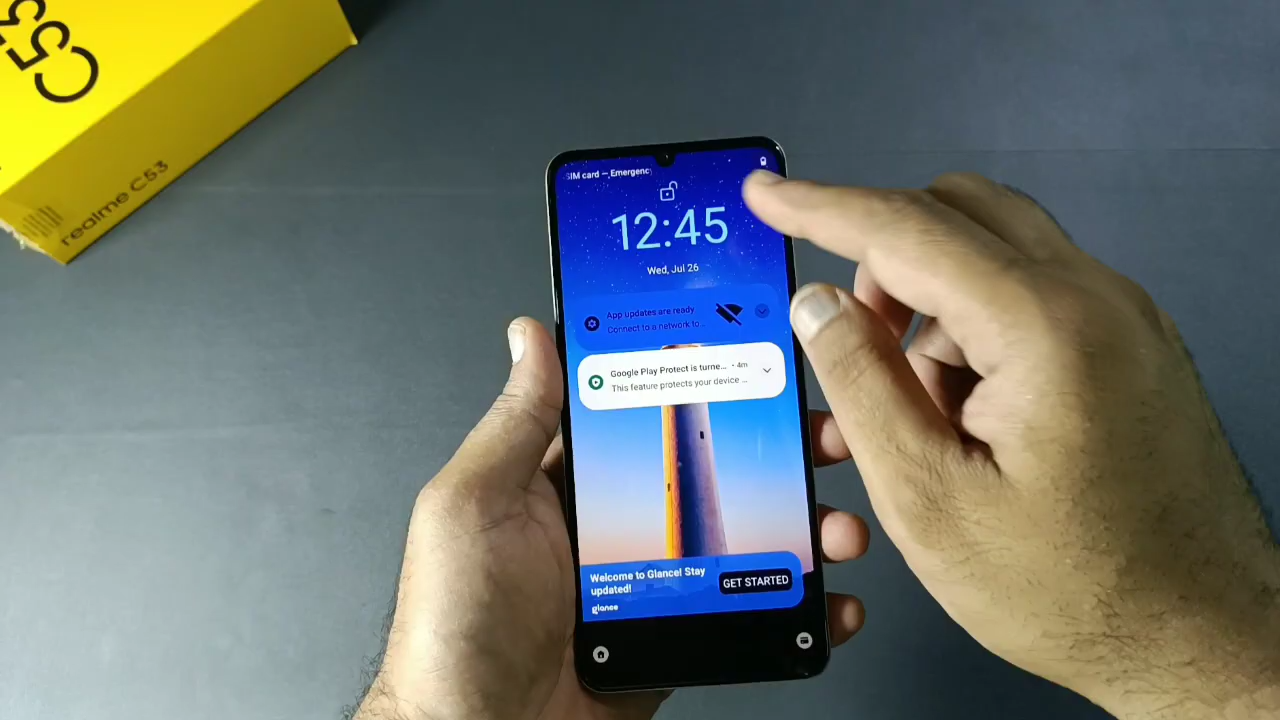 C53
realme C53
SIM card – Emergenc
12:45
Wed, Jul 26
App updates are ready
Connect to a network to...
Google Play Protect is turne... • 4m
This feature protects your device ...
Welcome to Glance! Stay
updated!
GET STARTED
glance